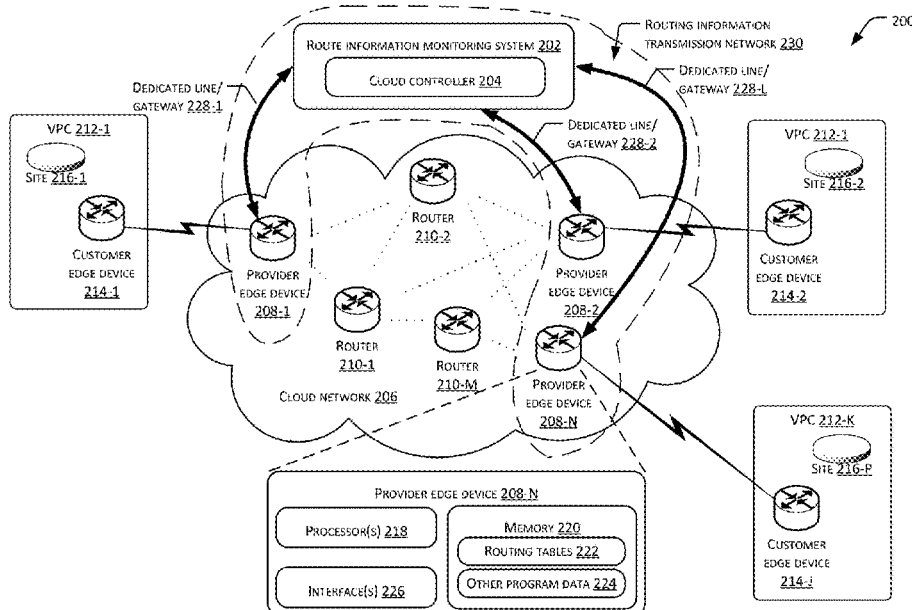 200
ROUTE INFORMATION MONITORING SYSTEM 202
CLOUD CONTROLLER 204
ROUTING INFORMATION
TRANSMISSION NETWORK 230
DEDICATED LINE/
GATEWAY 228-1
DEDICATED LINE/
GATEWAY 228-L
DEDICATED LINE/
GATEWAY 228-2
VPC 212-1
SITE 216-1
CUSTOMER
EDGE DEVICE
214-1
PROVIDER
EDGE DEVICE
208-1
ROUTER
210-2
ROUTER
210-1
ROUTER
210-M
CLOUD NETWORK 206
PROVIDER
EDGE DEVICE
208-2
PROVIDER
EDGE DEVICE
208-N
VPC 212-1
SITE 216-2
CUSTOMER
EDGE DEVICE
214-2
VPC 212-K
SITE 216-P
CUSTOMER
EDGE DEVICE
214-J
PROVIDER EDGE DEVICE 208-N
PROCESSOR(S) 218
INTERFACE(S) 226
MEMORY 220
ROUTING TABLES 222
OTHER PROGRAM DATA 224